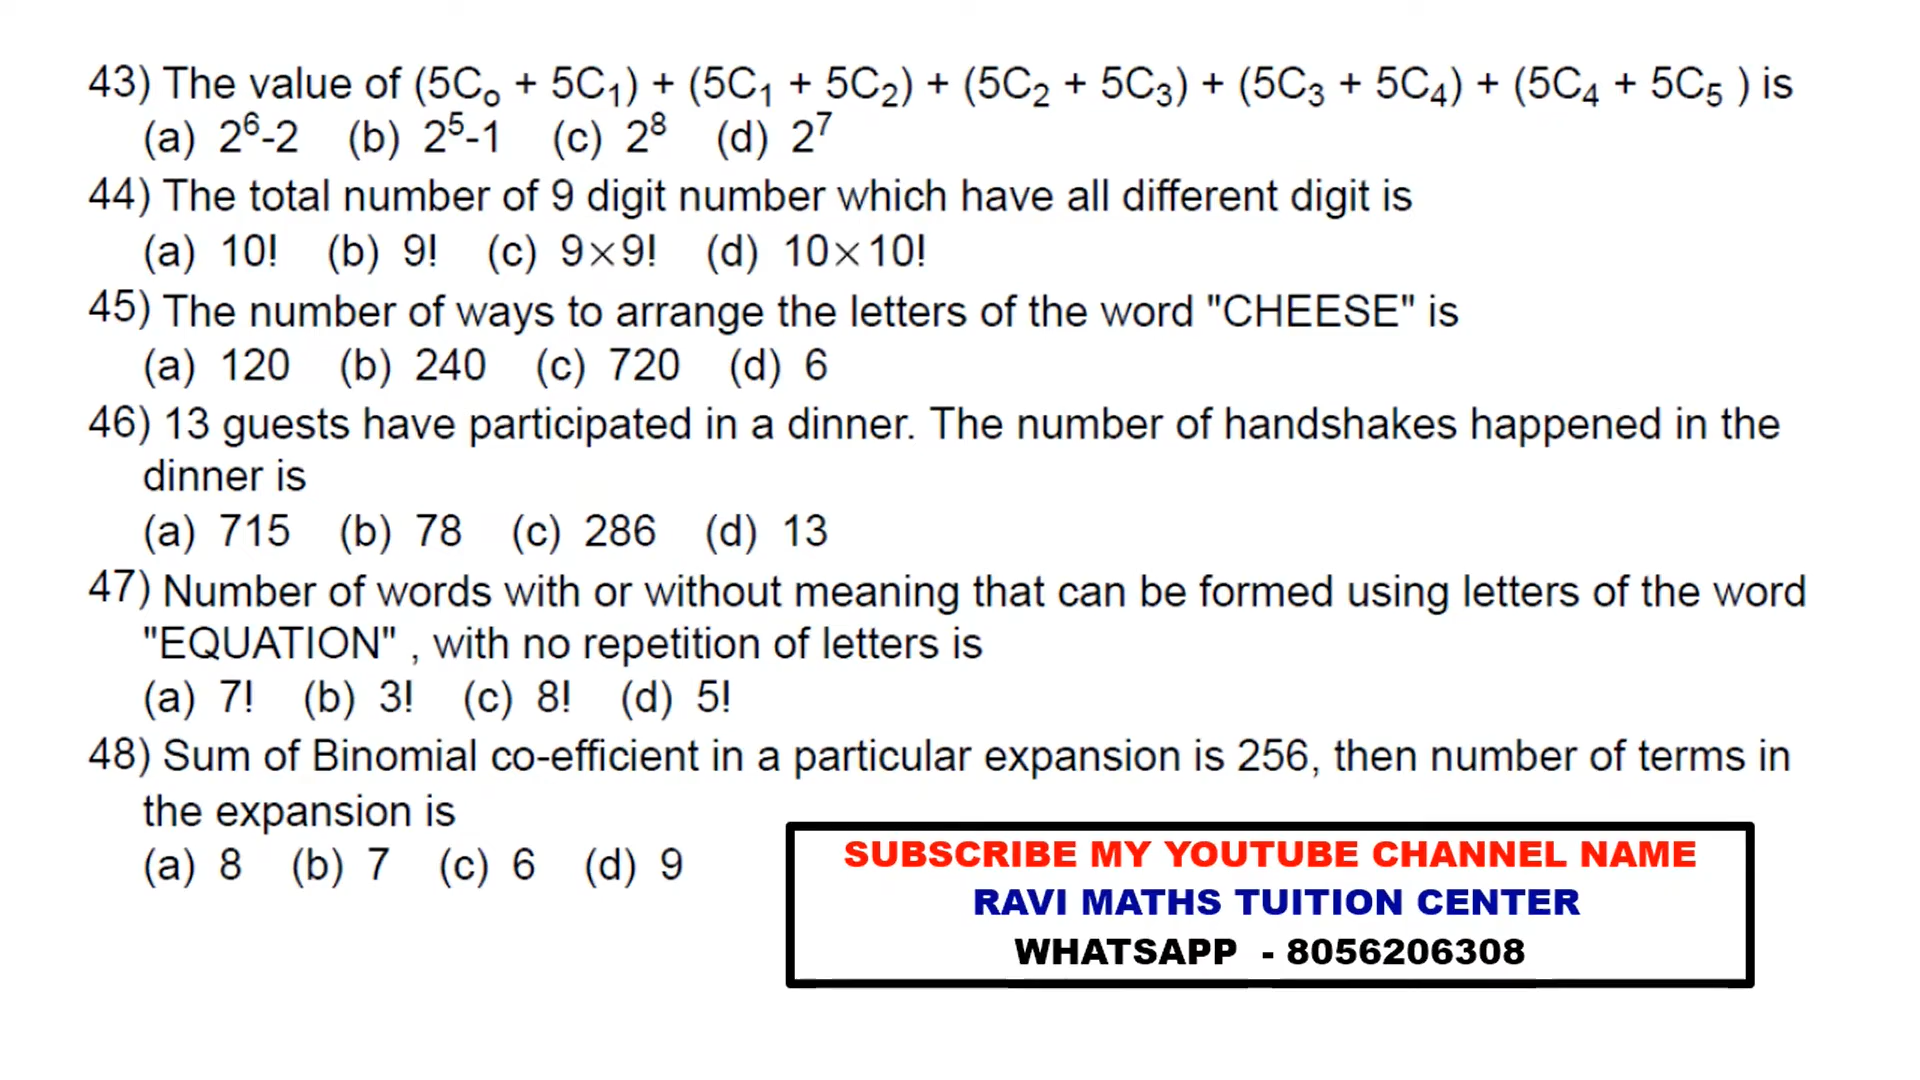 43) The value of (5C₀ + 5C₁) + (5C₁ + 5C₂) + (5C₂ + 5C₃) + (5C₃ + 5C₄) + (5C₄ + 5C₅ ) is
(a) 2⁶-2 (b) 2⁵-1 (c) 2⁸ (d) 2⁷
44) The total number of 9 digit number which have all different digit is
(a) 10! (b) 9! (c) 9×9! (d) 10×10!
45) The number of ways to arrange the letters of the word "CHEESE" is
(a) 120 (b) 240 (c) 720 (d) 6
46) 13 guests have participated in a dinner. The number of handshakes happened in the
dinner is
(a) 715 (b) 78 (c) 286 (d) 13
47) Number of words with or without meaning that can be formed using letters of the word
"EQUATION" , with no repetition of letters is
(a) 7! (b) 3! (c) 8! (d) 5!
48) Sum of Binomial co-efficient in a particular expansion is 256, then number of terms in
the expansion is
(a) 8 (b) 7 (c) 6 (d) 9
SUBSCRIBE MY YOUTUBE CHANNEL NAME
RAVI MATHS TUITION CENTER
WHATSAPP - 8056206308